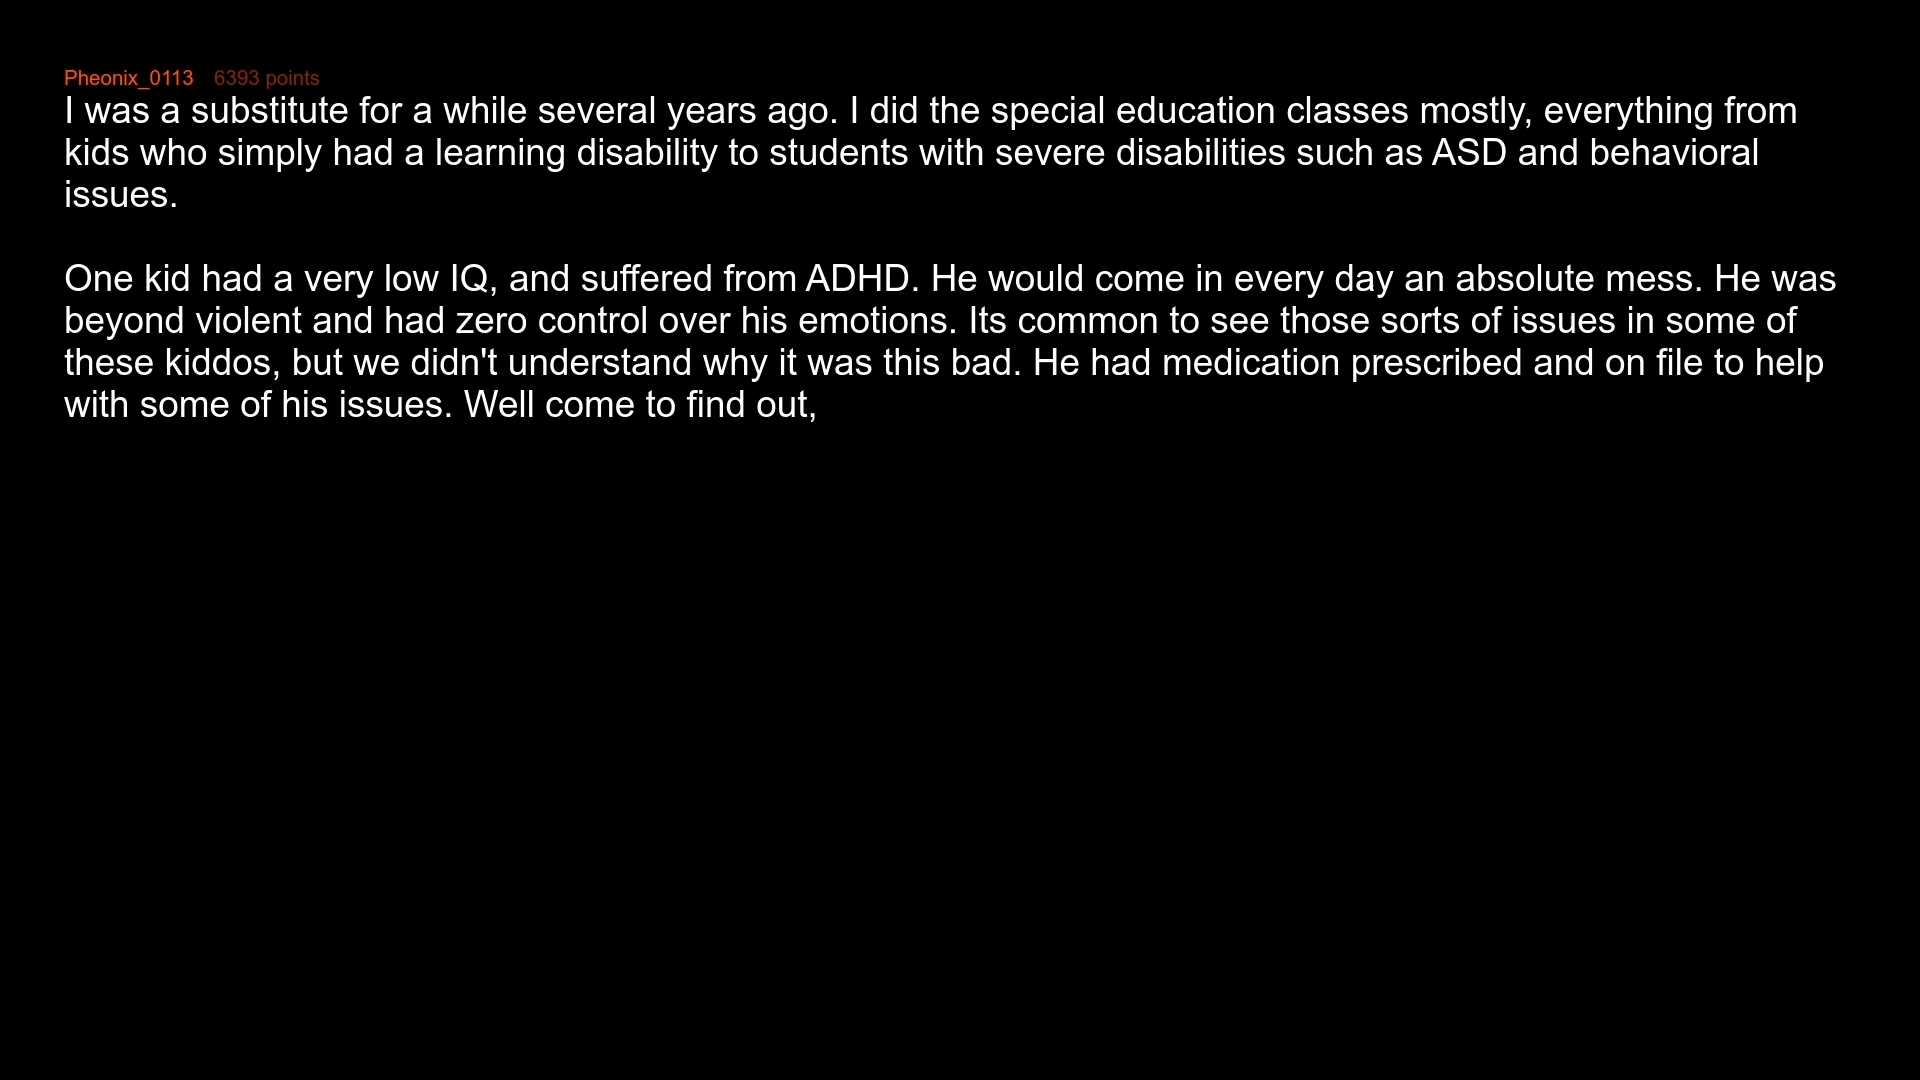 Pheonix_0113 6393 points
I was a substitute for a while several years ago. I did the special education classes mostly, everything from
kids who simply had a learning disability to students with severe disabilities such as ASD and behavioral
issues.
One kid had a very low IQ, and suffered from ADHD. He would come in every day an absolute mess. He was
beyond violent and had zero control over his emotions. Its common to see those sorts of issues in some of
these kiddos, but we didn't understand why it was this bad. He had medication prescribed and on file to help
with some of his issues. Well come to find out,